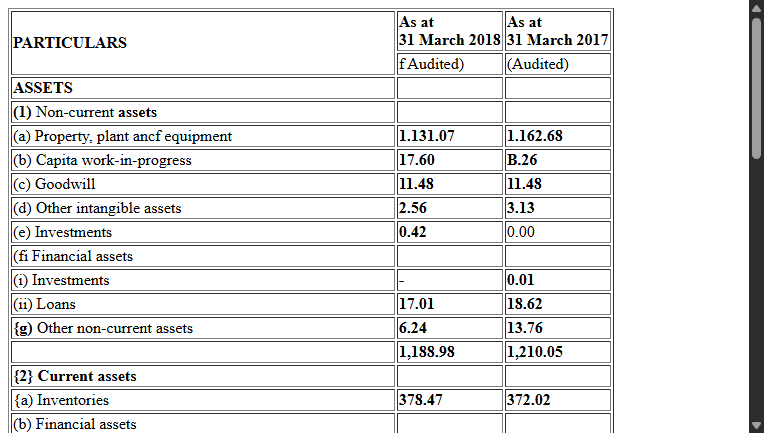 PARTICULARS As at 31 March 2018 As at 31 March 2017
f Audited) (Audited)
ASSETS
(1) Non-current assets
(a) Property, plant ancf equipment 1.131.07 1.162.68
(b) Capita work-in-progress 17.60 B.26
(c) Goodwill 11.48 11.48
(d) Other intangible assets 2.56 3.13
(e) Investments 0.42 0.00
(fi Financial assets
(i) Investments - 0.01
(ii) Loans 17.01 18.62
{g) Other non-current assets 6.24 13.76
1,188.98 1,210.05
{2} Current assets
{a) Inventories 378.47 372.02
(b) Financial assets